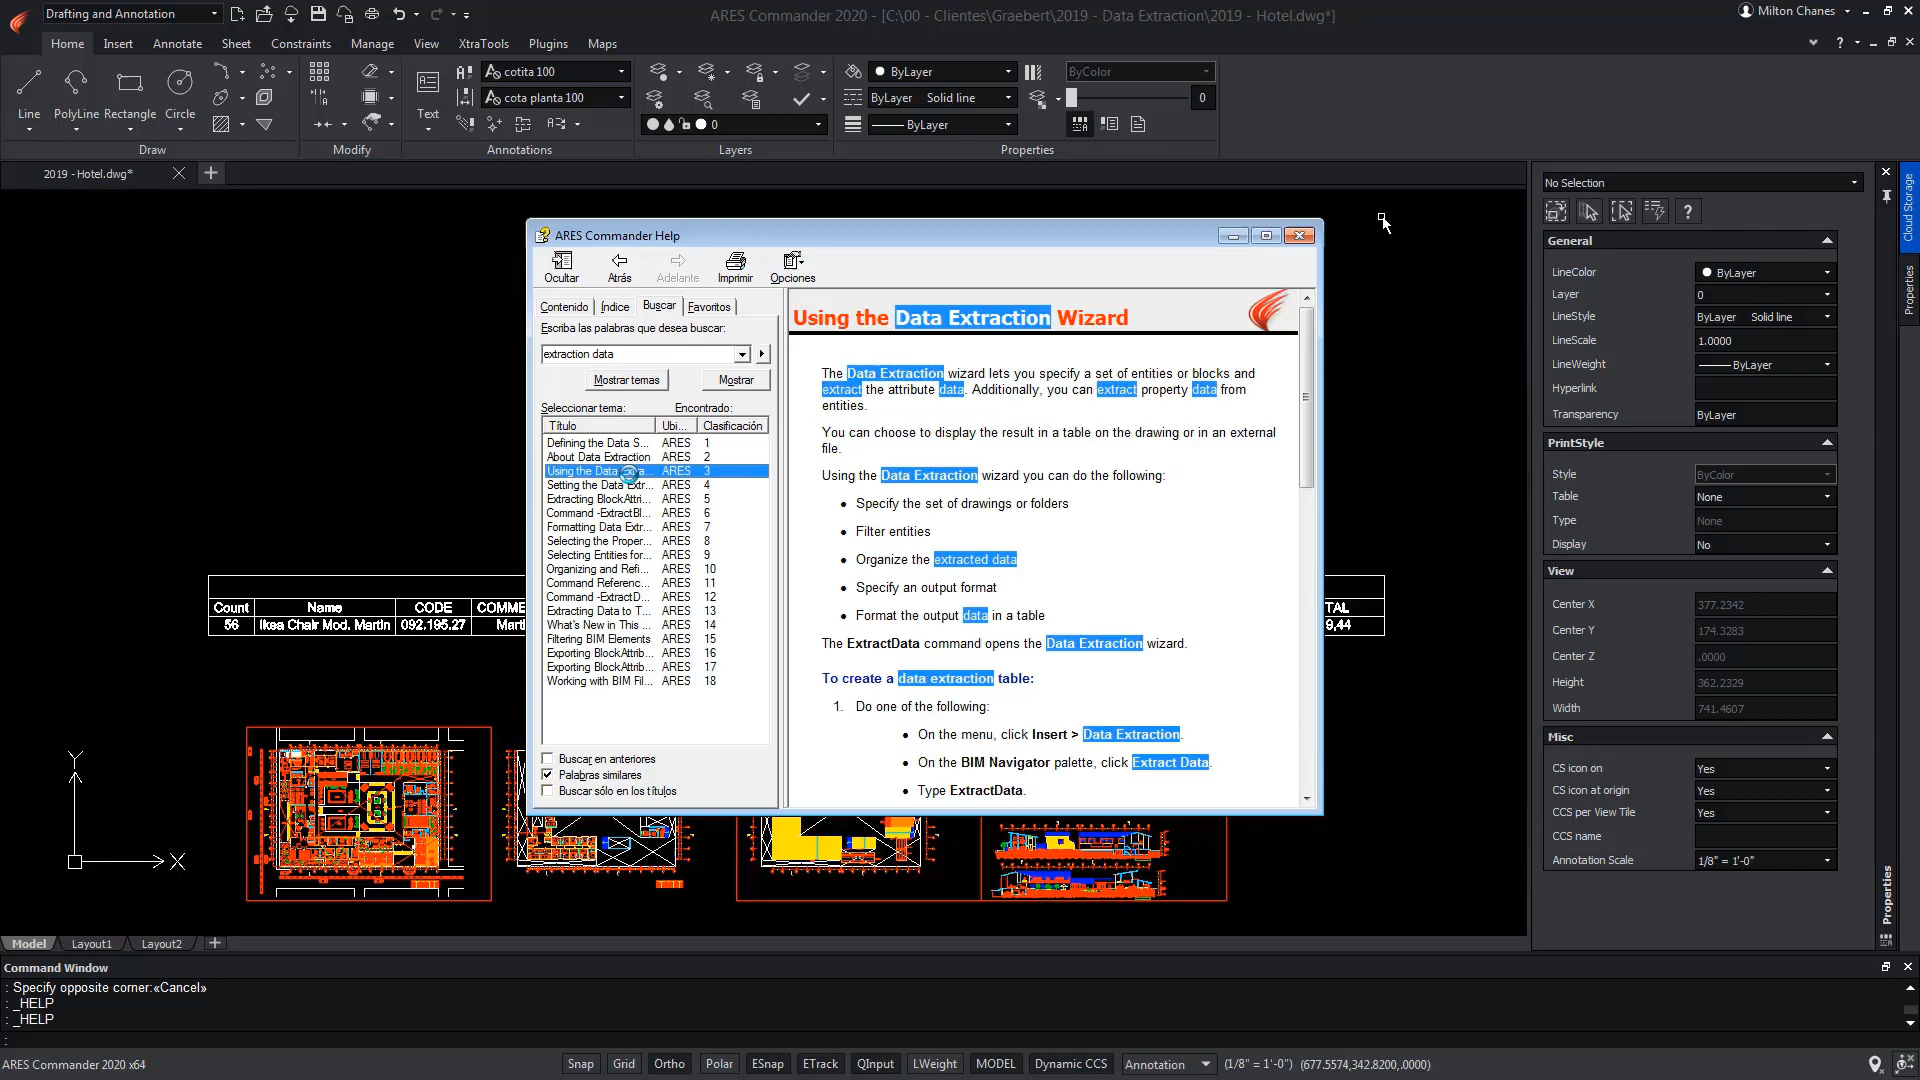 Drafting and Annotation
ARES Commander 2020 - [C:\00 - Clientes\Graebert\2019 - Data Extraction\2019 - Hotel.dwg*]
Milton Chanes
Home Insert Annotate Sheet Constraints Manage View XtraTools Plugins Maps
?
Line PolyLine Rectangle Circle
Text
cotita 100
cota planta 100
0
ByLayer
ByLayer Solid line
ByLayer
ByColor
0
Draw Modify Annotations Layers Properties
2019 - Hotel.dwg*
ARES Commander Help
Ocultar Atrás Adelante Imprimir Opciones
Contenido Índice Buscar Favoritos
Escriba las palabras que desea buscar:
extraction data
Mostrar temas Mostrar
Seleccionar tema: Encontrado:
Título Ubi... Clasificación
Defining the Data S... ARES 1
About Data Extraction ARES 2
Using the Data Extra... ARES 3
Setting the Data Extr... ARES 4
Extracting BlockAttri... ARES 5
Command -ExtractBl... ARES 6
Formatting Data Extr... ARES 7
Selecting the Proper... ARES 8
Selecting Entities for... ARES 9
Organizing and Refi... ARES 10
Command Referenc... ARES 11
Command -ExtractD... ARES 12
Extracting Data to T... ARES 13
What's New in This ... ARES 14
Filtering BIM Elements ARES 15
Exporting BlockAttrib... ARES 16
Exporting BlockAttrib... ARES 17
Working with BIM Fil... ARES 18
Buscar en anteriores
Palabras similares
Buscar sólo en los títulos
Using the Data Extraction Wizard
The Data Extraction wizard lets you specify a set of entities or blocks and
extract the attribute data. Additionally, you can extract property data from
entities.
You can choose to display the result in a table on the drawing or in an external
file.
Using the Data Extraction wizard you can do the following:
• Specify the set of drawings or folders
• Filter entities
• Organize the extracted data
• Specify an output format
• Format the output data in a table
The ExtractData command opens the Data Extraction wizard.
To create a data extraction table:
1. Do one of the following:
• On the menu, click Insert > Data Extraction.
• On the BIM Navigator palette, click Extract Data.
• Type ExtractData.
Count Name CODE COMME
56 Ikea Chair Mod. Martin 092.195.27 Marti
TAL
9,44
Y
X
No Selection
?
General
LineColor ByLayer
Layer 0
LineStyle ByLayer Solid line
LineScale 1.0000
LineWeight ByLayer
Hyperlink
Transparency ByLayer
PrintStyle
Style ByColor
Table None
Type None
Display No
View
Center X 377.2342
Center Y 174.3283
Center Z .0000
Height 362.2329
Width 741.4607
Misc
CS icon on Yes
CS icon at origin Yes
CCS per View Tile Yes
CCS name
Annotation Scale 1/8" = 1'-0"
Cloud Storage
Properties
Properties
Model Layout1 Layout2
Command Window
: Specify opposite corner:«Cancel»
: _HELP
: _HELP
:
ARES Commander 2020 x64
Snap Grid Ortho Polar ESnap ETrack QInput LWeight MODEL Dynamic CCS Annotation (1/8" = 1'-0") (677.5574,342.8200,.0000)